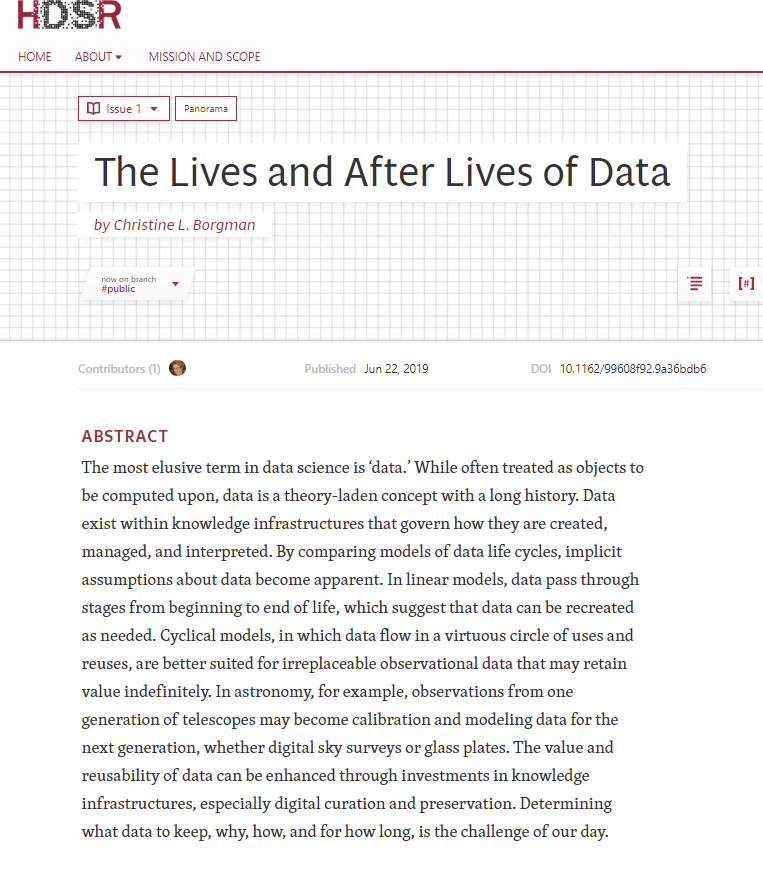 HDSR
HOME ABOUT MISSION AND SCOPE
Issue 1 Panorama
The Lives and After Lives of Data
by Christine L. Borgman
now on branch
#public
[#]
Contributors (1) Published Jun 22, 2019 DOI 10.1162/99608f92.9a36bdb6
ABSTRACT
The most elusive term in data science is ‘data.’ While often treated as objects to
be computed upon, data is a theory-laden concept with a long history. Data
exist within knowledge infrastructures that govern how they are created,
managed, and interpreted. By comparing models of data life cycles, implicit
assumptions about data become apparent. In linear models, data pass through
stages from beginning to end of life, which suggest that data can be recreated
as needed. Cyclical models, in which data flow in a virtuous circle of uses and
reuses, are better suited for irreplaceable observational data that may retain
value indefinitely. In astronomy, for example, observations from one
generation of telescopes may become calibration and modeling data for the
next generation, whether digital sky surveys or glass plates. The value and
reusability of data can be enhanced through investments in knowledge
infrastructures, especially digital curation and preservation. Determining
what data to keep, why, how, and for how long, is the challenge of our day.